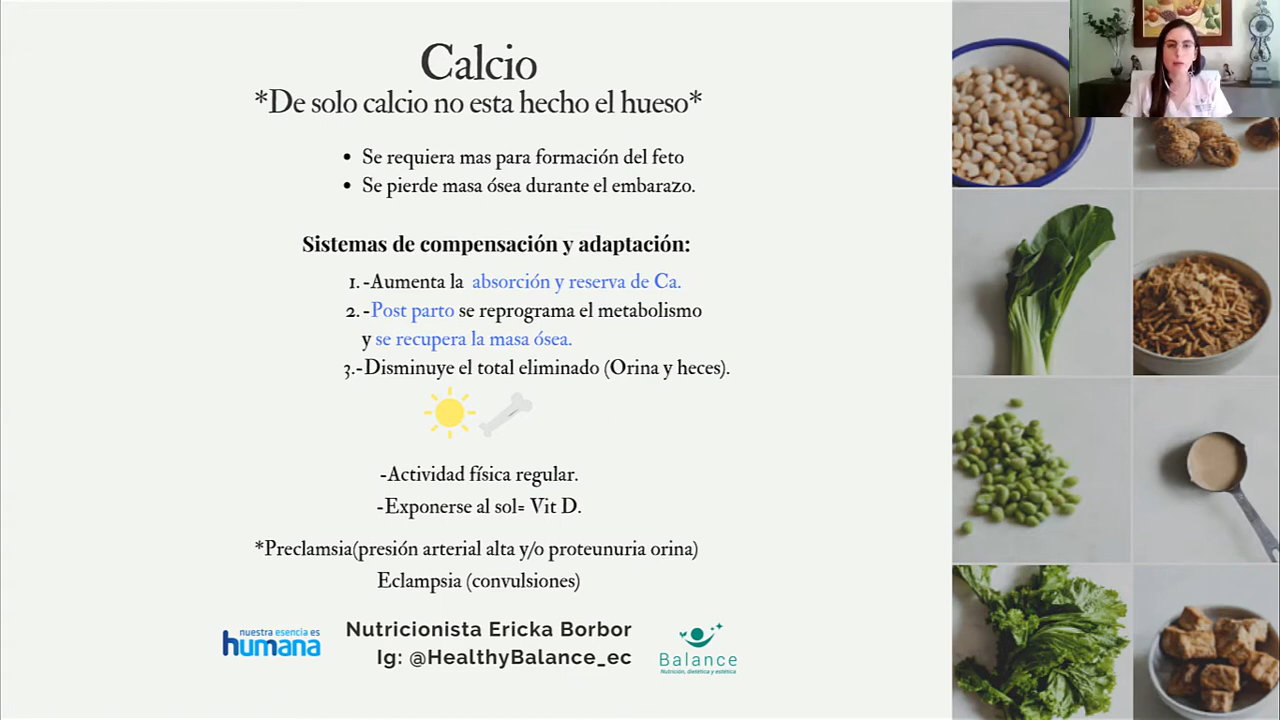 Calcio
*De solo calcio no esta hecho el hueso*
• Se requiera mas para formación del feto
• Se pierde masa ósea durante el embarazo.
Sistemas de compensación y adaptación:
1.-Aumenta la absorción y reserva de Ca.
2.-Post parto se reprograma el metabolismo
y se recupera la masa ósea.
3.-Disminuye el total eliminado (Orina y heces).
-Actividad física regular.
-Exponerse al sol= Vit D.
*Preclamsia(presión arterial alta y/o proteunuria orina)
Eclampsia (convulsiones)
nuestra esencia es
humana
Nutricionista Ericka Borbor
Ig: @HealthyBalance_ec
Balance
Nutrición, dietética y estética